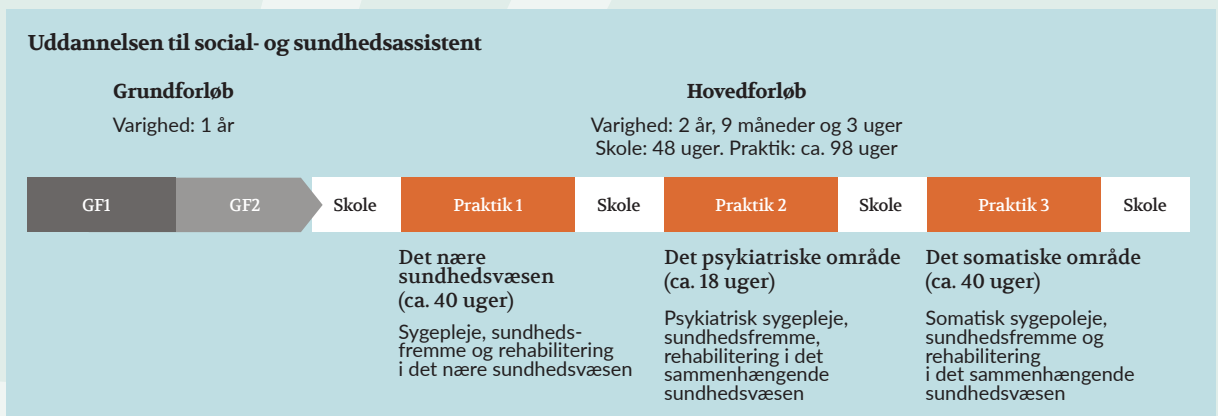 Uddannelsen til social- og sundhedsassistent
Grundforløb
Varighed: 1 år
Hovedforløb
Varighed: 2 år, 9 måneder og 3 uger
Skole: 48 uger. Praktik: ca. 98 uger
GF1
GF2
Skole
Praktik 1
Skole
Praktik 2
Skole
Praktik 3
Skole
Det nære
sundhedsvæsen
(ca. 40 uger)
Sygepleje, sundheds-
fremme og rehabilitering
i det nære sundhedsvæsen
Det psykiatriske område
(ca. 18 uger)
Psykiatrisk sygepleje,
sundhedsfremme,
rehabilitering i det
sammenhængende
sundhedsvæsen
Det somatiske område
(ca. 40 uger)
Somatisk sygepoleje,
sundhedsfremme og
rehabilitering
i det sammenhængende
sundhedsvæsen